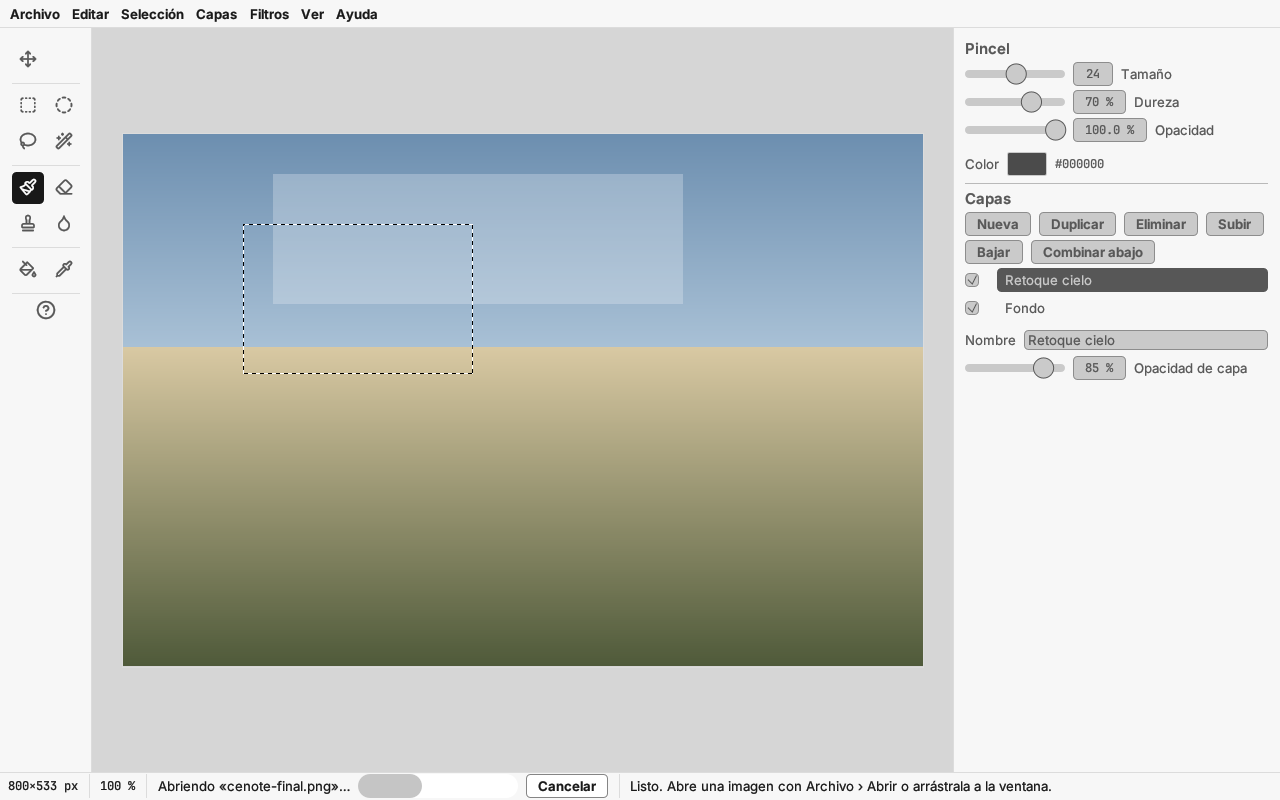 Archivo Editar Selección Capas Filtros Ver Ayuda
Pincel
24 Tamaño
70 % Dureza
100.0 % Opacidad
Color #000000
Capas
Nueva Duplicar Eliminar Subir
Bajar Combinar abajo
Retoque cielo
Fondo
Nombre Retoque cielo
85 % Opacidad de capa
800×533 px 100 % Abriendo «cenote-final.png»... Cancelar Listo. Abre una imagen con Archivo › Abrir o arrástrala a la ventana.